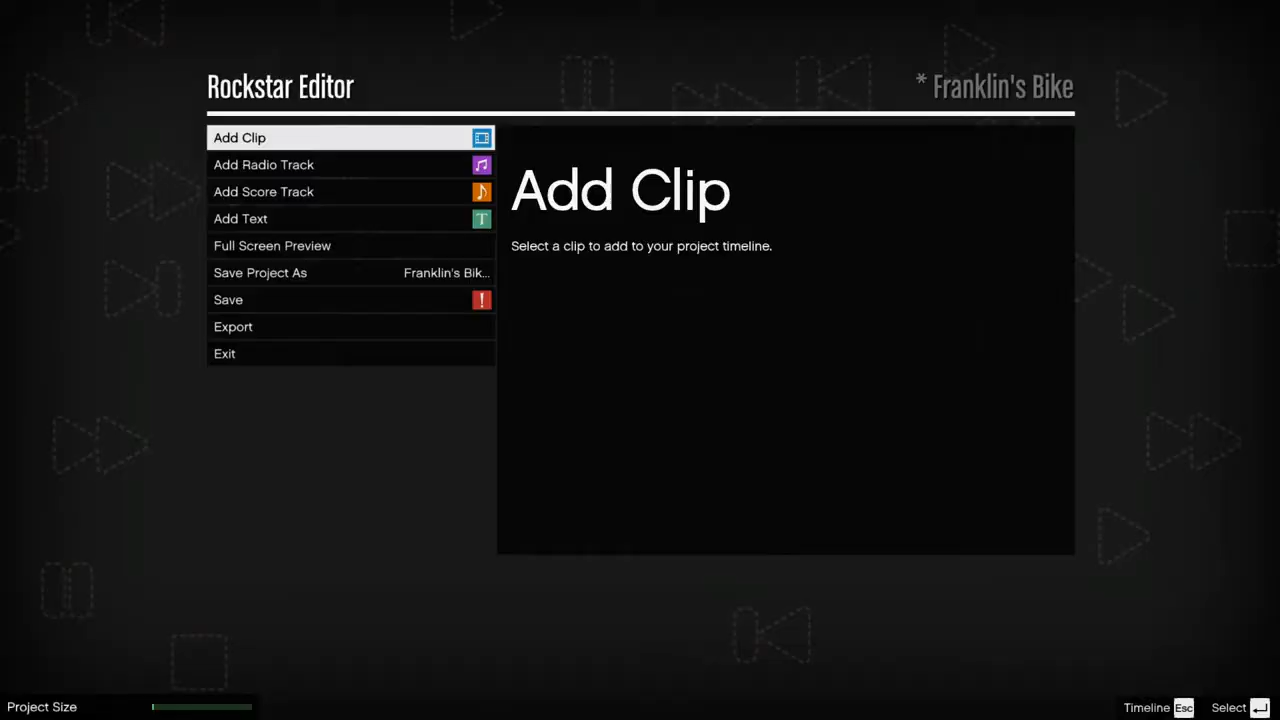 Rockstar Editor
* Franklin's Bike
Add Clip
Add Radio Track
Add Score Track
Add Text
T
Full Screen Preview
Save Project As Franklin's Bik...
Save
!
Export
Exit
Add Clip
Select a clip to add to your project timeline.
Project Size
Timeline Esc Select